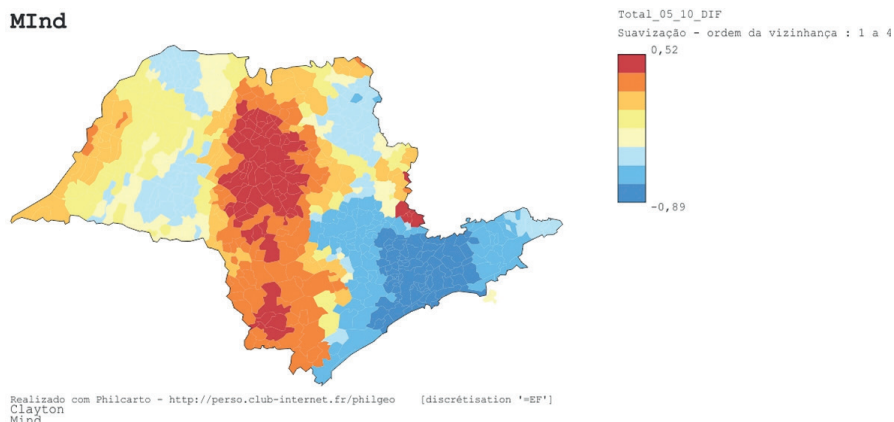 MInd
Total_05_10_DIF
Suavização - ordem da vizinhança : 1 a 4
0,52
-0,89
Realizado com Philcarto - http://perso.club-internet.fr/philgeo [discrétisation '=EF']
Clayton
Mind